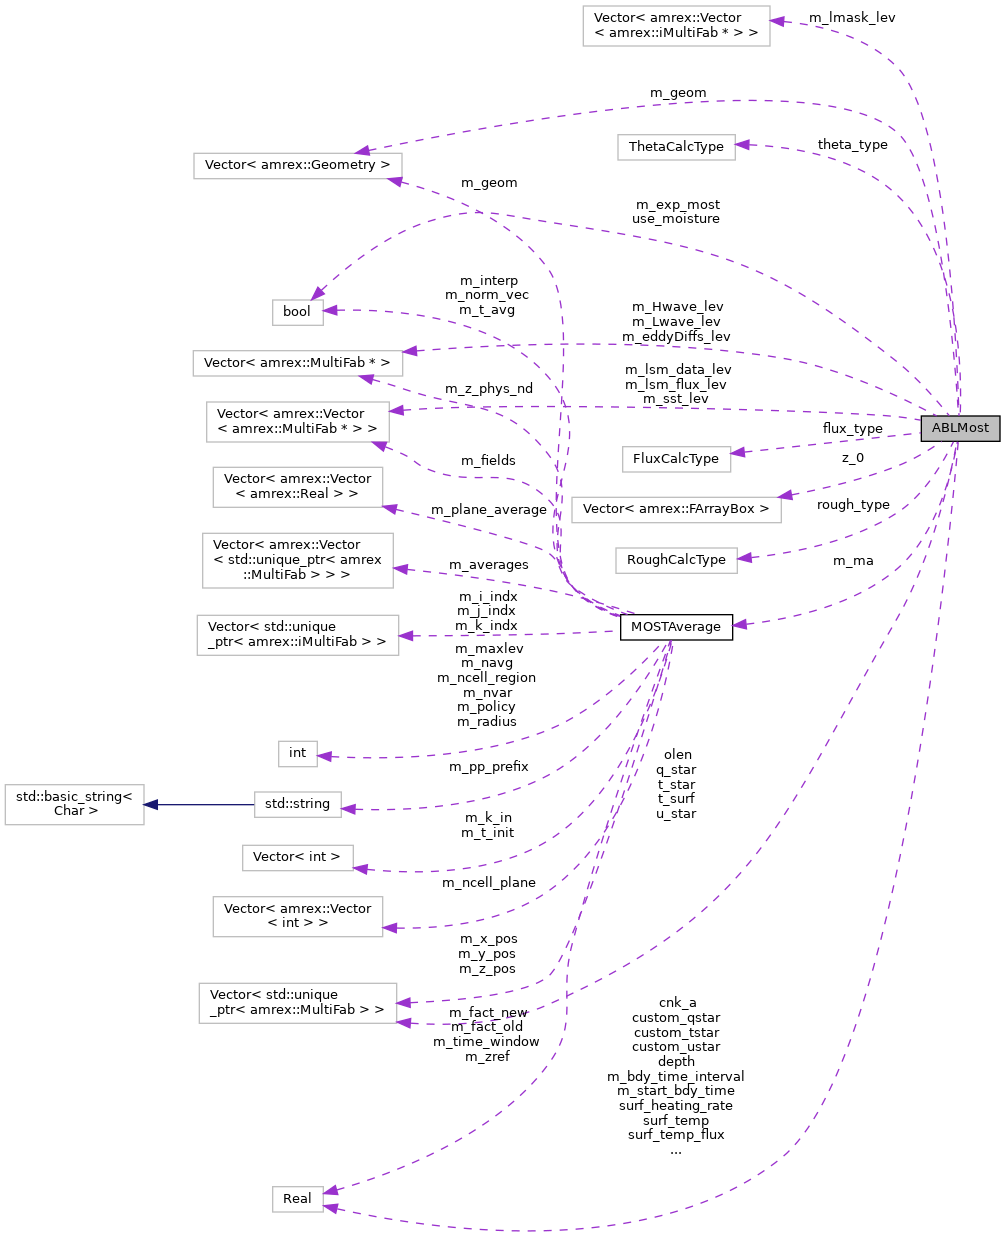 Vector< amrex::Vector
< amrex::iMultiFab * > >
m_lmask_lev
m_geom
ThetaCalcType
theta_type
Vector< amrex::Geometry >
m_geom
m_exp_most
use_moisture
m_interp
m_norm_vec
m_t_avg
bool
m_Hwave_lev
m_Lwave_lev
m_eddyDiffs_lev
Vector< amrex::MultiFab * >
m_z_phys_nd
m_lsm_data_lev
m_lsm_flux_lev
m_sst_lev
Vector< amrex::Vector
< amrex::MultiFab * > >
ABLMost
flux_type
FluxCalcType
m_fields
z_0
Vector< amrex::Vector
< amrex::Real > >
m_plane_average
Vector< amrex::FArrayBox >
rough_type
Vector< amrex::Vector
< std::unique_ptr< amrex
::MultiFab > > >
m_averages
RoughCalcType
m_ma
m_i_indx
m_j_indx
m_k_indx
Vector< std::unique
_ptr< amrex::iMultiFab > >
MOSTAverage
m_maxlev
m_navg
m_ncell_region
m_nvar
m_policy
m_radius
int
m_pp_prefix
olen
q_star
t_star
t_surf
u_star
std::basic_string<
Char >
std::string
m_k_in
m_t_init
Vector< int >
m_ncell_plane
Vector< amrex::Vector
< int > >
m_x_pos
m_y_pos
m_z_pos
Vector< std::unique
_ptr< amrex::MultiFab > >
m_fact_new
m_fact_old
m_time_window
m_zref
cnk_a
custom_qstar
custom_tstar
custom_ustar
depth
m_bdy_time_interval
m_start_bdy_time
surf_heating_rate
surf_temp
surf_temp_flux
...
Real